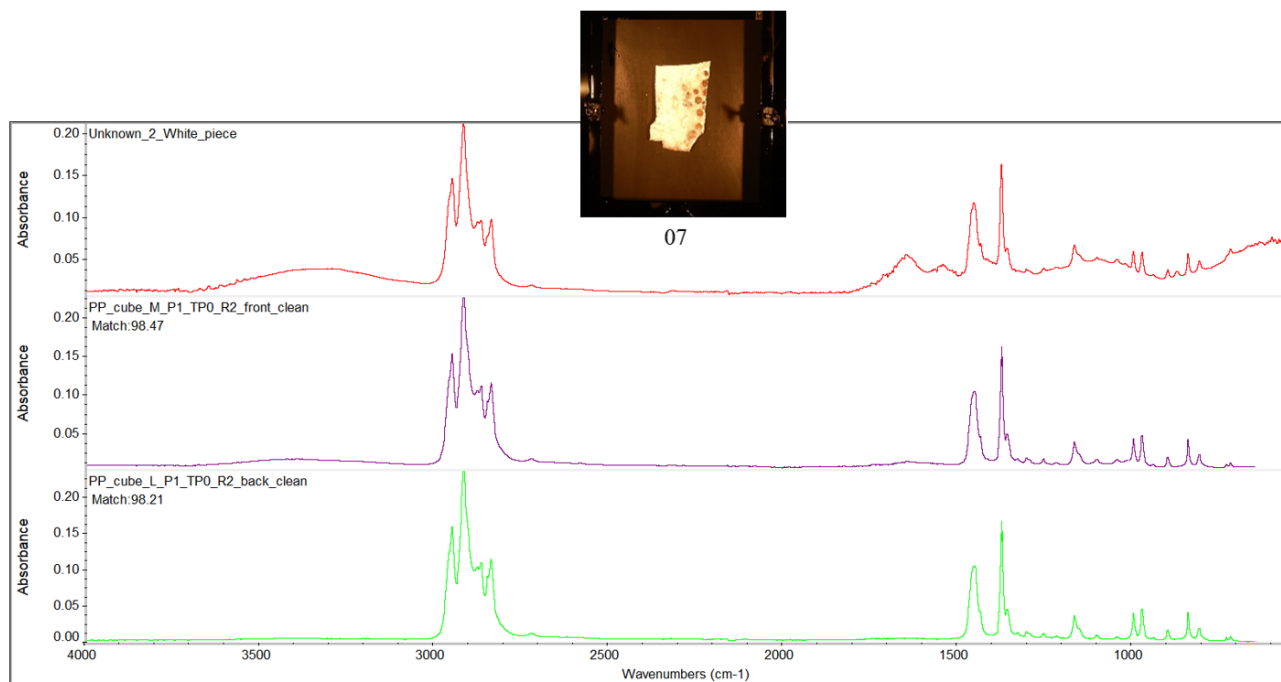 07
Unknown_2_White_piece
0.20
0.15
0.10
0.05
Absorbance
PP_cube_M_P1_TP0_R2_front_clean
Match:98.47
0.20
0.15
0.10
0.05
Absorbance
PP_cube_L_P1_TP0_R2_back_clean
Match:98.21
0.20
0.15
0.10
0.05
0.00
Absorbance
4000 3500 3000 2500 2000 1500 1000
Wavenumbers (cm-1)